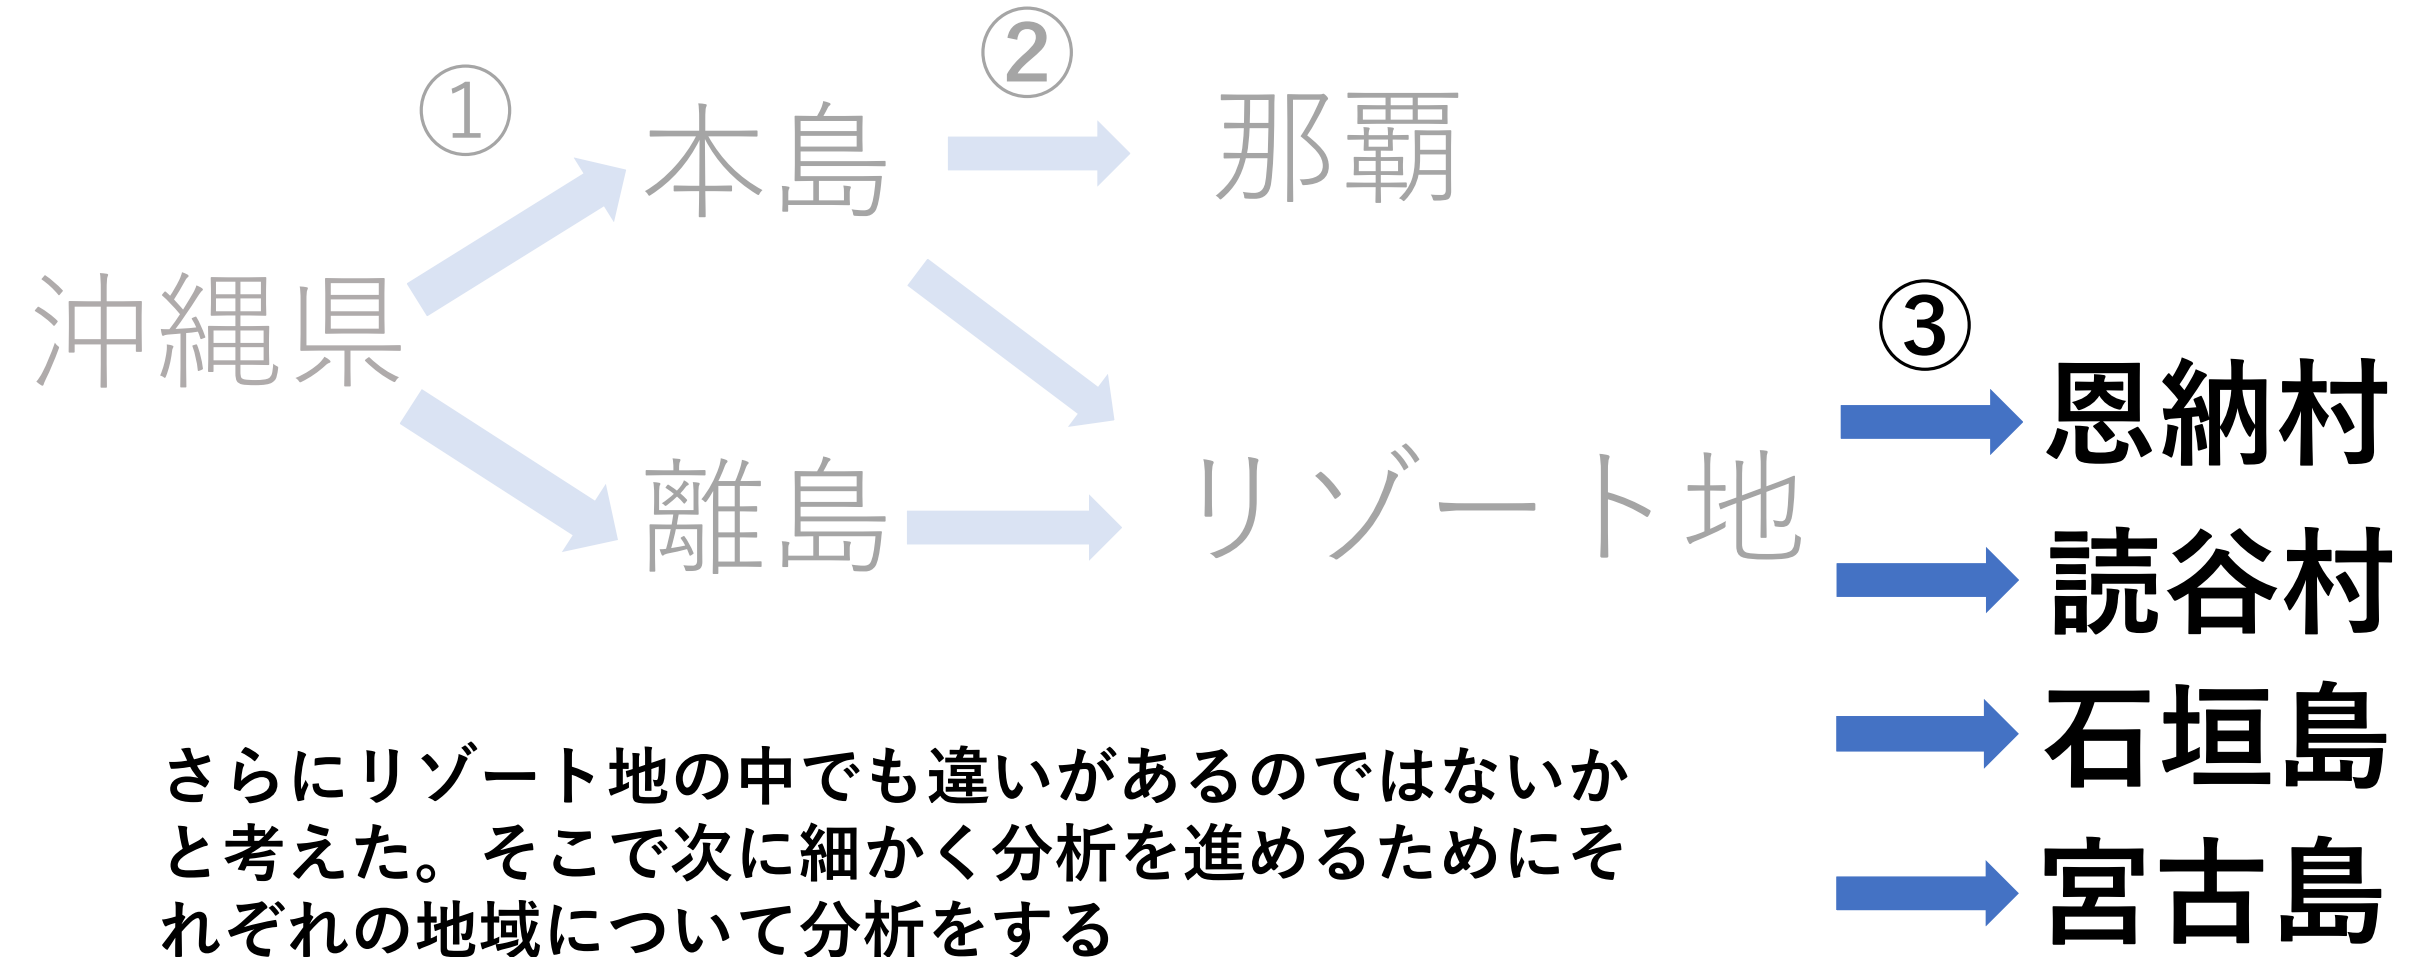 ①
②
本島
那覇
沖縄県
③
恩納村
離島
リゾート地
読谷村
石垣島
宮古島
さらにリゾート地の中でも違いがあるのではないか
と考えた。そこで次に細かく分析を進めるためにそ
れぞれの地域について分析をする